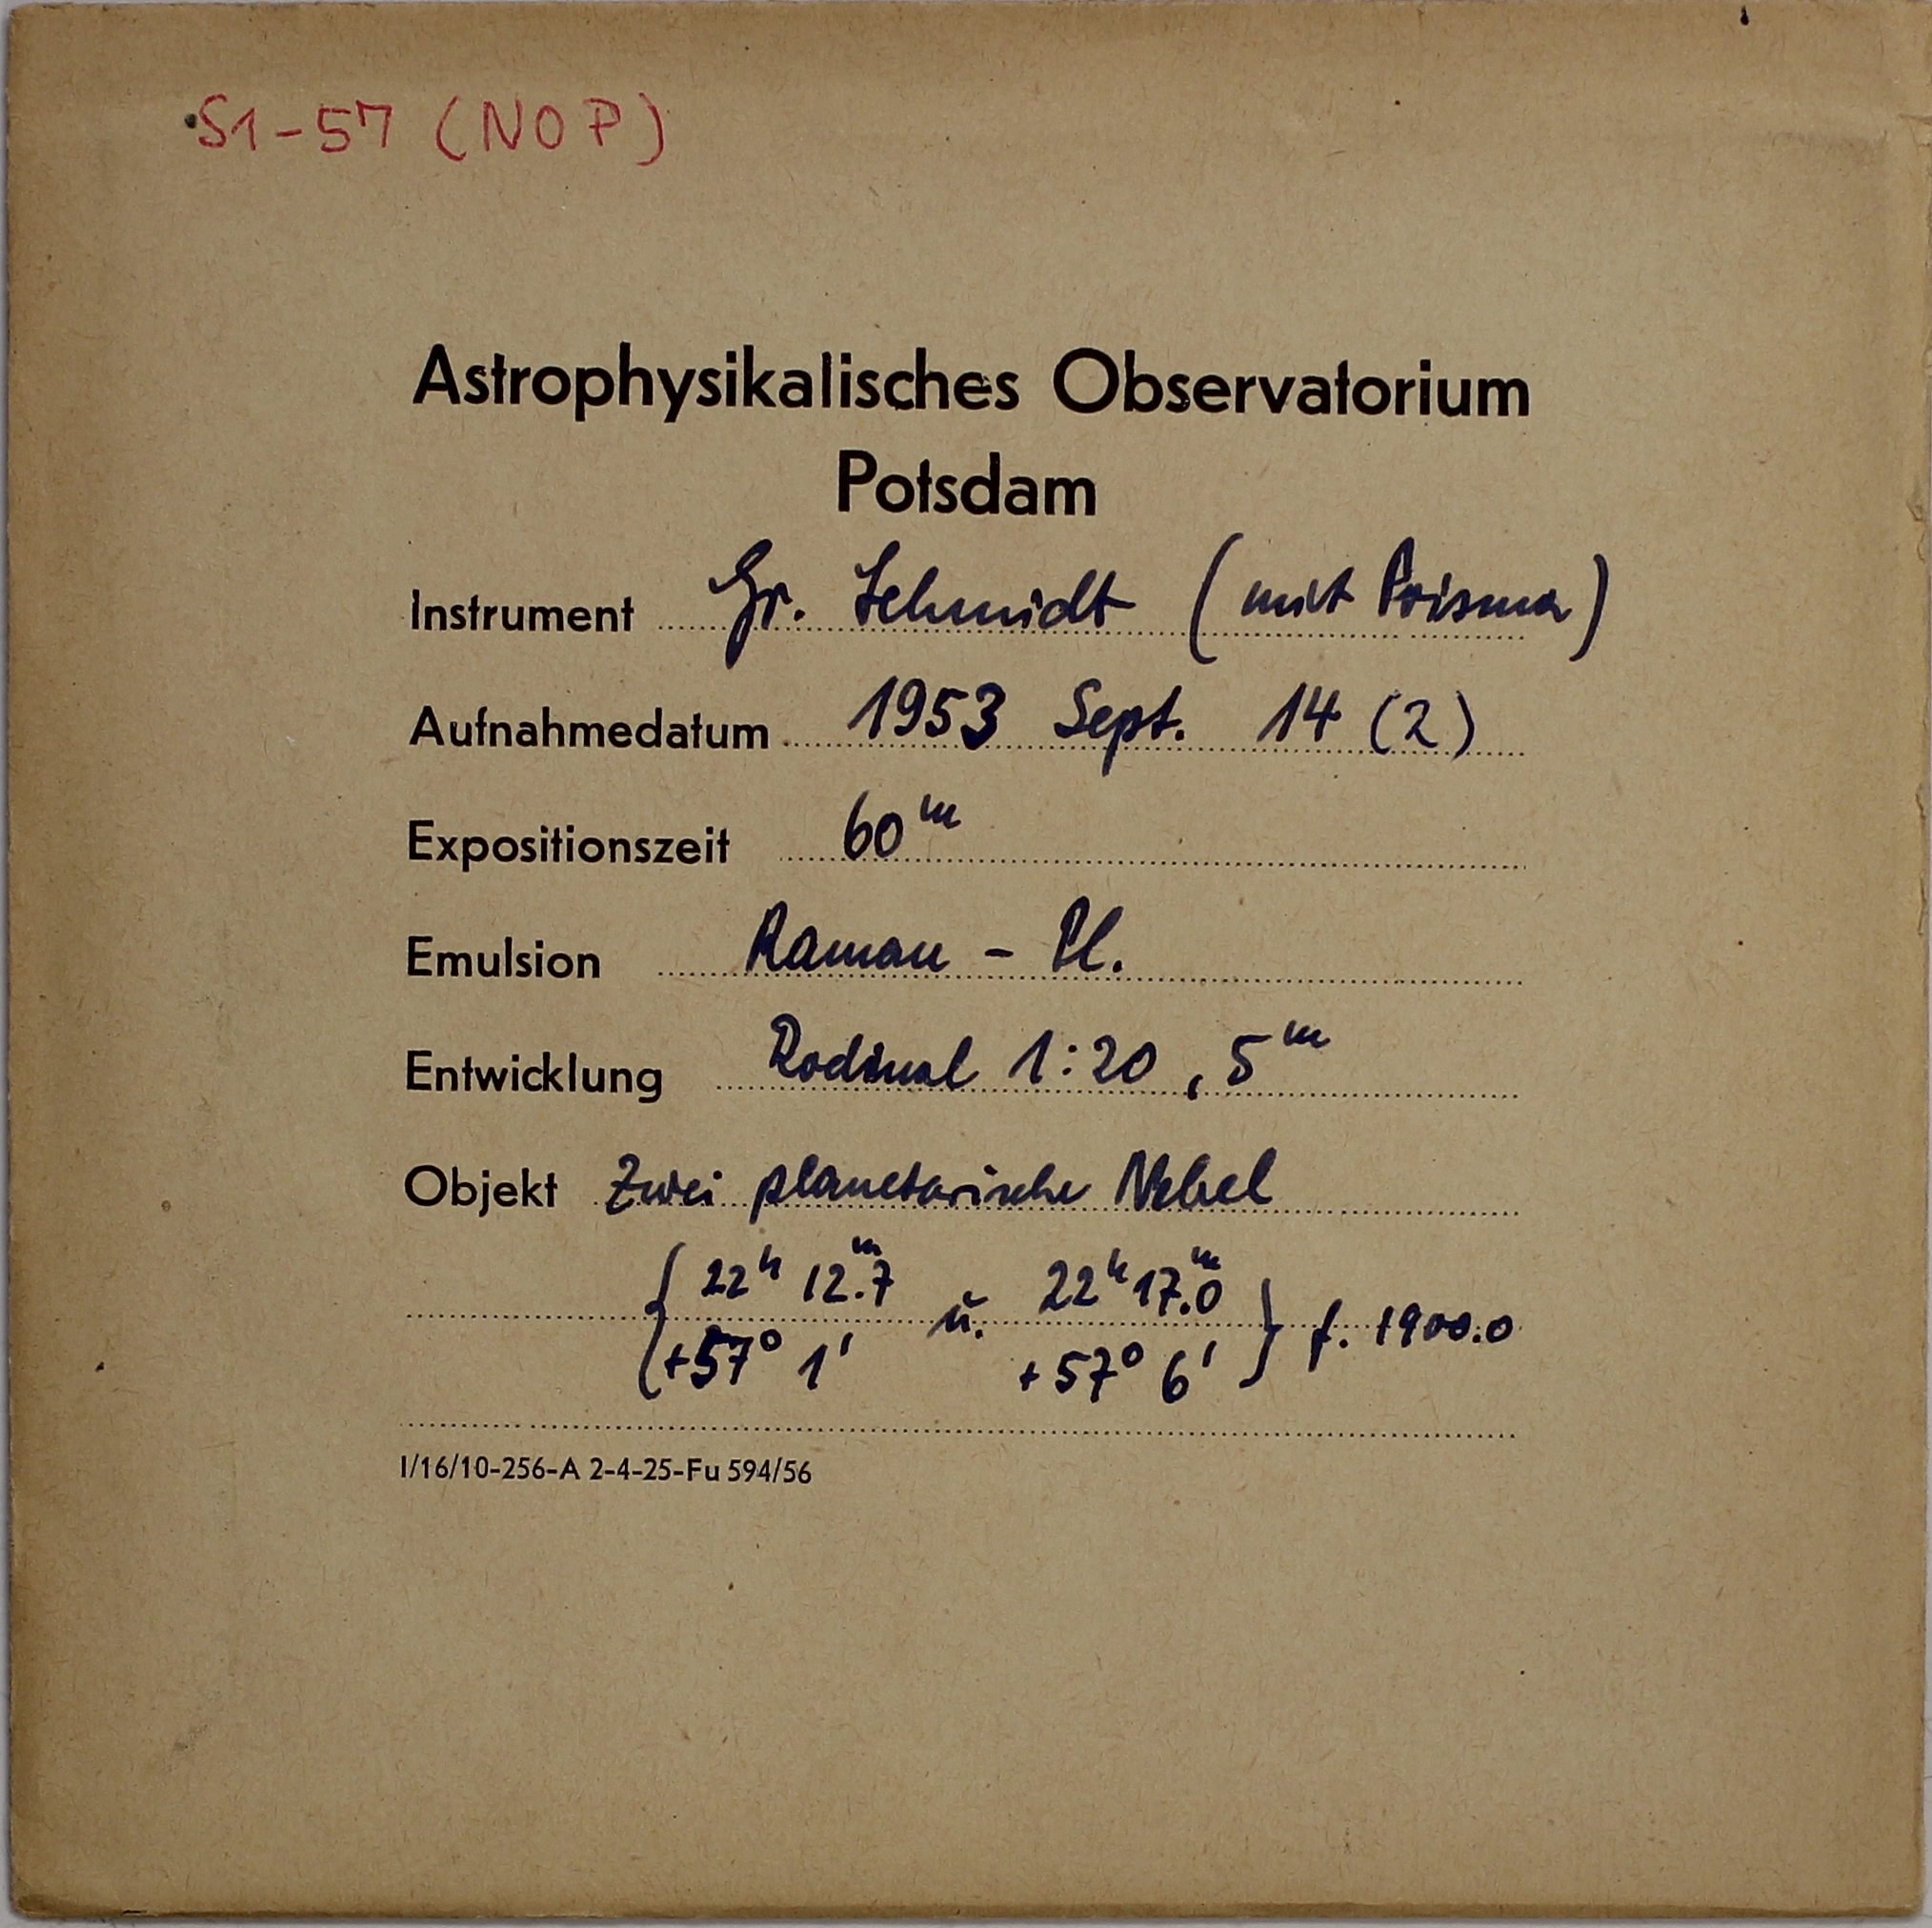 S1-57 (NOP)
Astrophysikalisches Observatorium
Potsdam
Instrument Gr. Schmidt (mit Prisma)
Aufnahmedatum 1953 Sept. 14 (2)
Expositionszeit 60ᵐ
Emulsion Raman - Pl.
Entwicklung Rodinal 1:20, 5ᵐ
Objekt Zwei planetarische Nebel
{ 22ʰ 12.7ᵐ u. 22ʰ 17.0ᵐ } f. 1900.0
+57° 1' +57° 6'
I/16/10-256-A 2-4-25-Fu 594/56